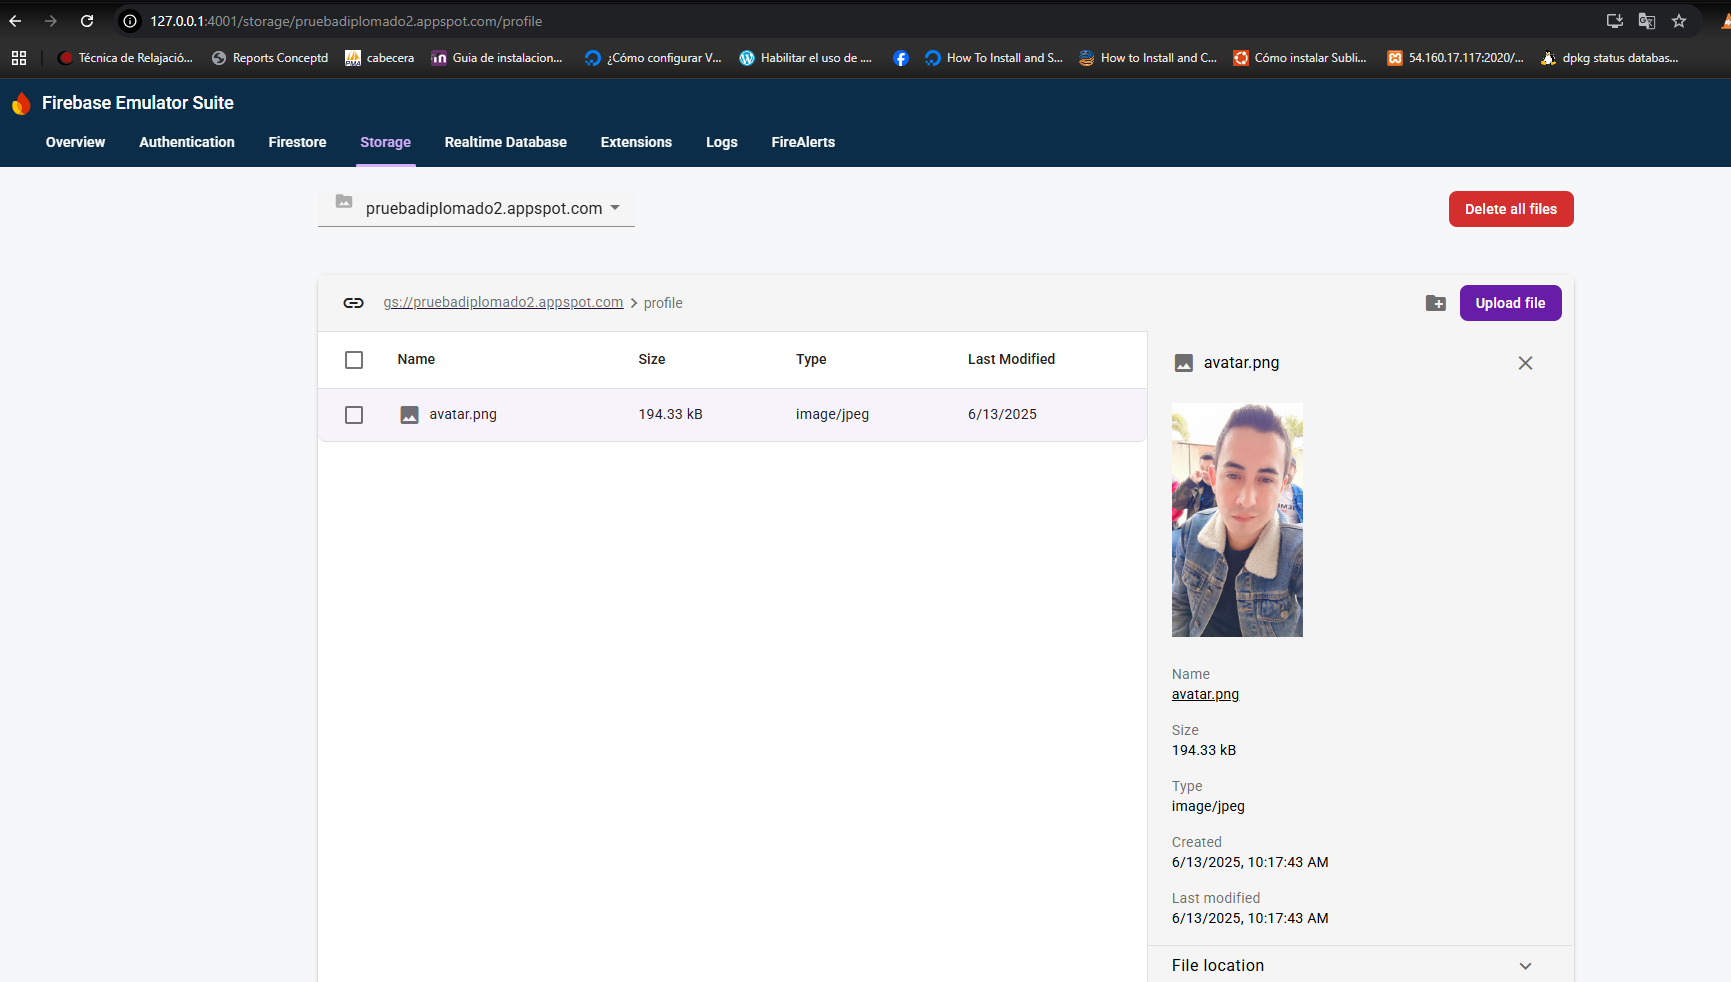 127.0.0.1:4001/storage/pruebadiplomado2.appspot.com/profile
Técnica de Relajació... Reports Conceptd cabecera Guia de instalacion... ¿Cómo configurar V... Habilitar el uso de .... How To Install and S... How to Install and C... Cómo instalar Subli... 54.160.17.117:2020/... dpkg status databas...
Firebase Emulator Suite
Overview Authentication Firestore Storage Realtime Database Extensions Logs FireAlerts
pruebadiplomado2.appspot.com
Delete all files
gs://pruebadiplomado2.appspot.com > profile
Upload file
Name Size Type Last Modified
avatar.png 194.33 kB image/jpeg 6/13/2025
avatar.png
Name
avatar.png
Size
194.33 kB
Type
image/jpeg
Created
6/13/2025, 10:17:43 AM
Last modified
6/13/2025, 10:17:43 AM
File location